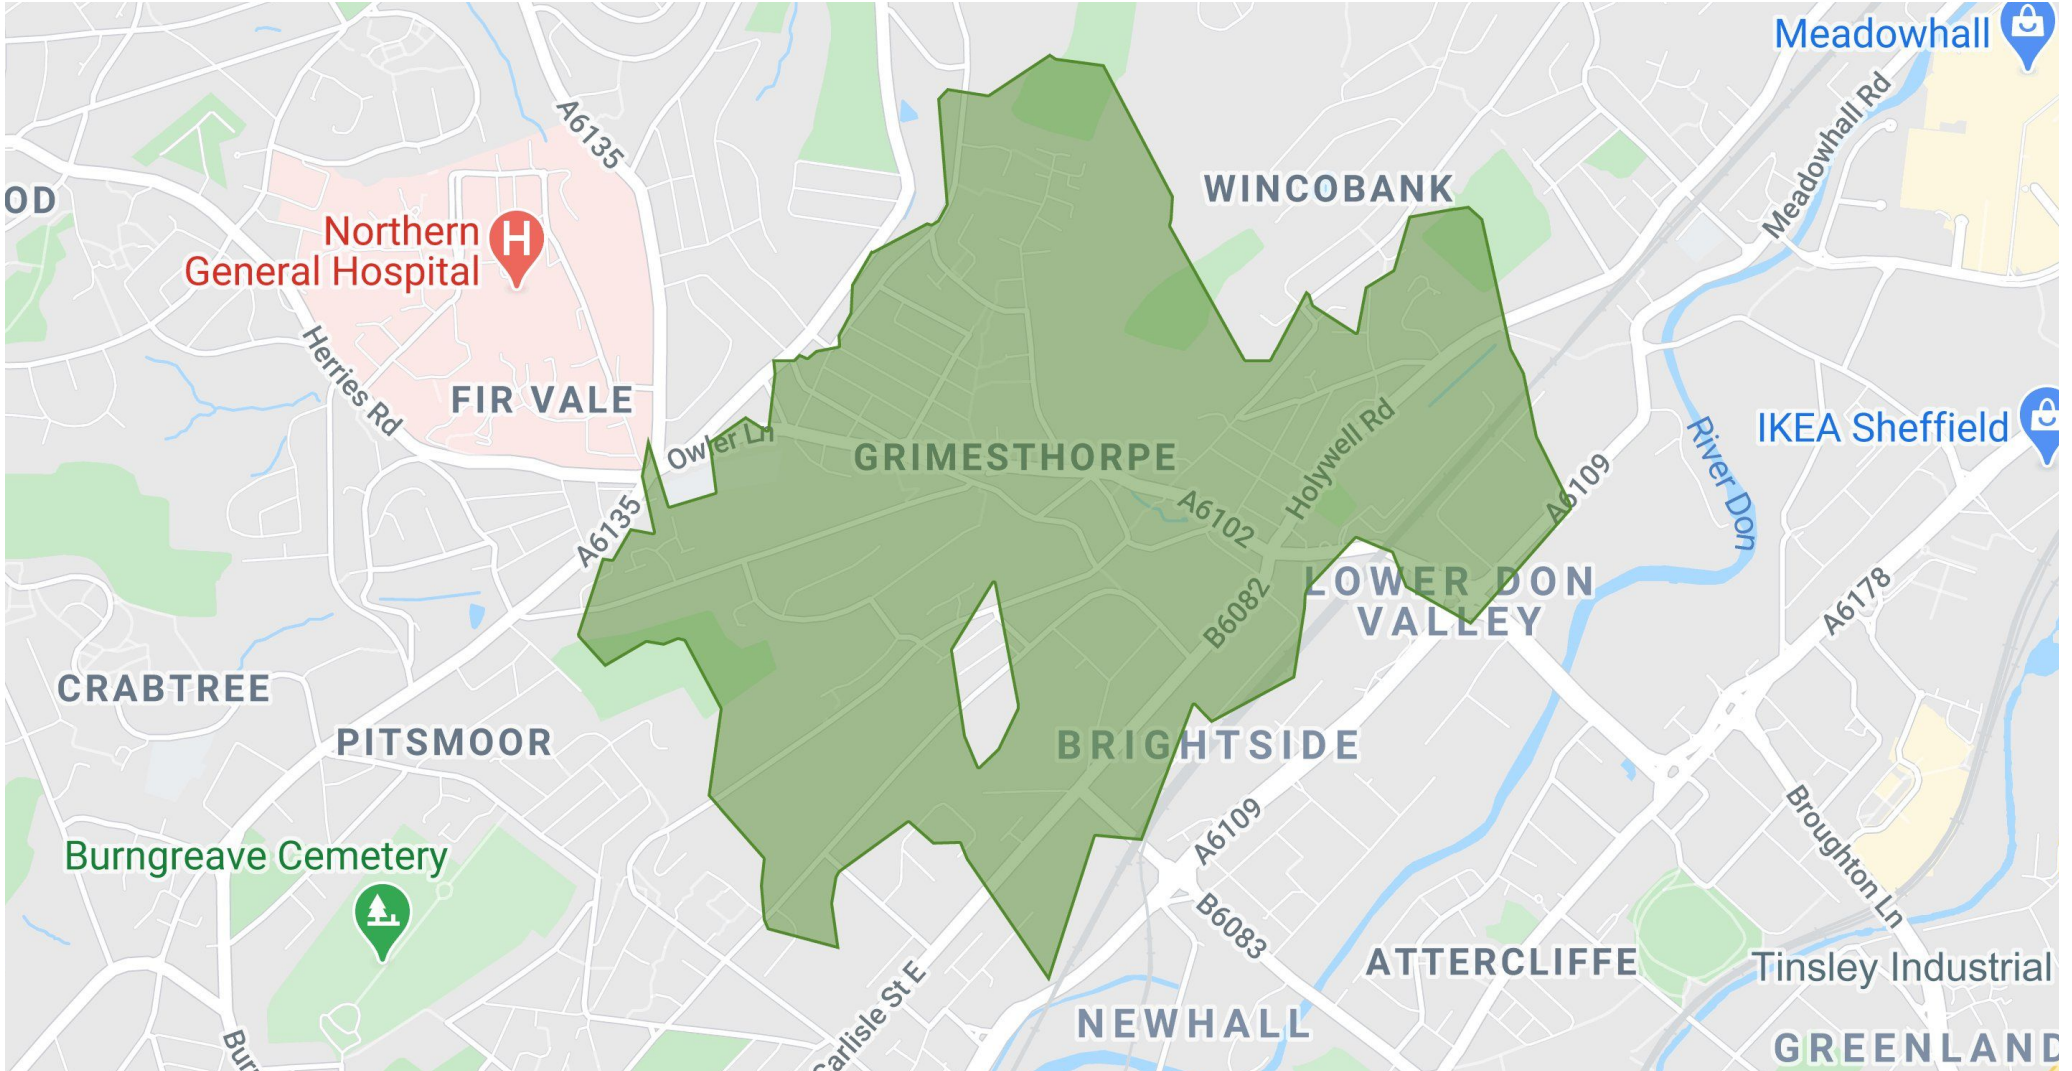 Meadowhall
A6135
Meadowhall Rd
WINCOBANK
OD
Northern
General Hospital
H
Herries Rd
FIR VALE
Owler Ln
GRIMESTHORPE
Holywell Rd
A6102
A6109
River Don
IKEA Sheffield
A6135
LOWER DON
VALLEY
B6082
A6178
CRABTREE
PITSMOOR
BRIGHTSIDE
A6109
Broughton Ln
Burngreave Cemetery
B6083
ATTERCLIFFE
Tinsley Industrial
Carlisle St E
NEWHALL
GREENLAND
Bur